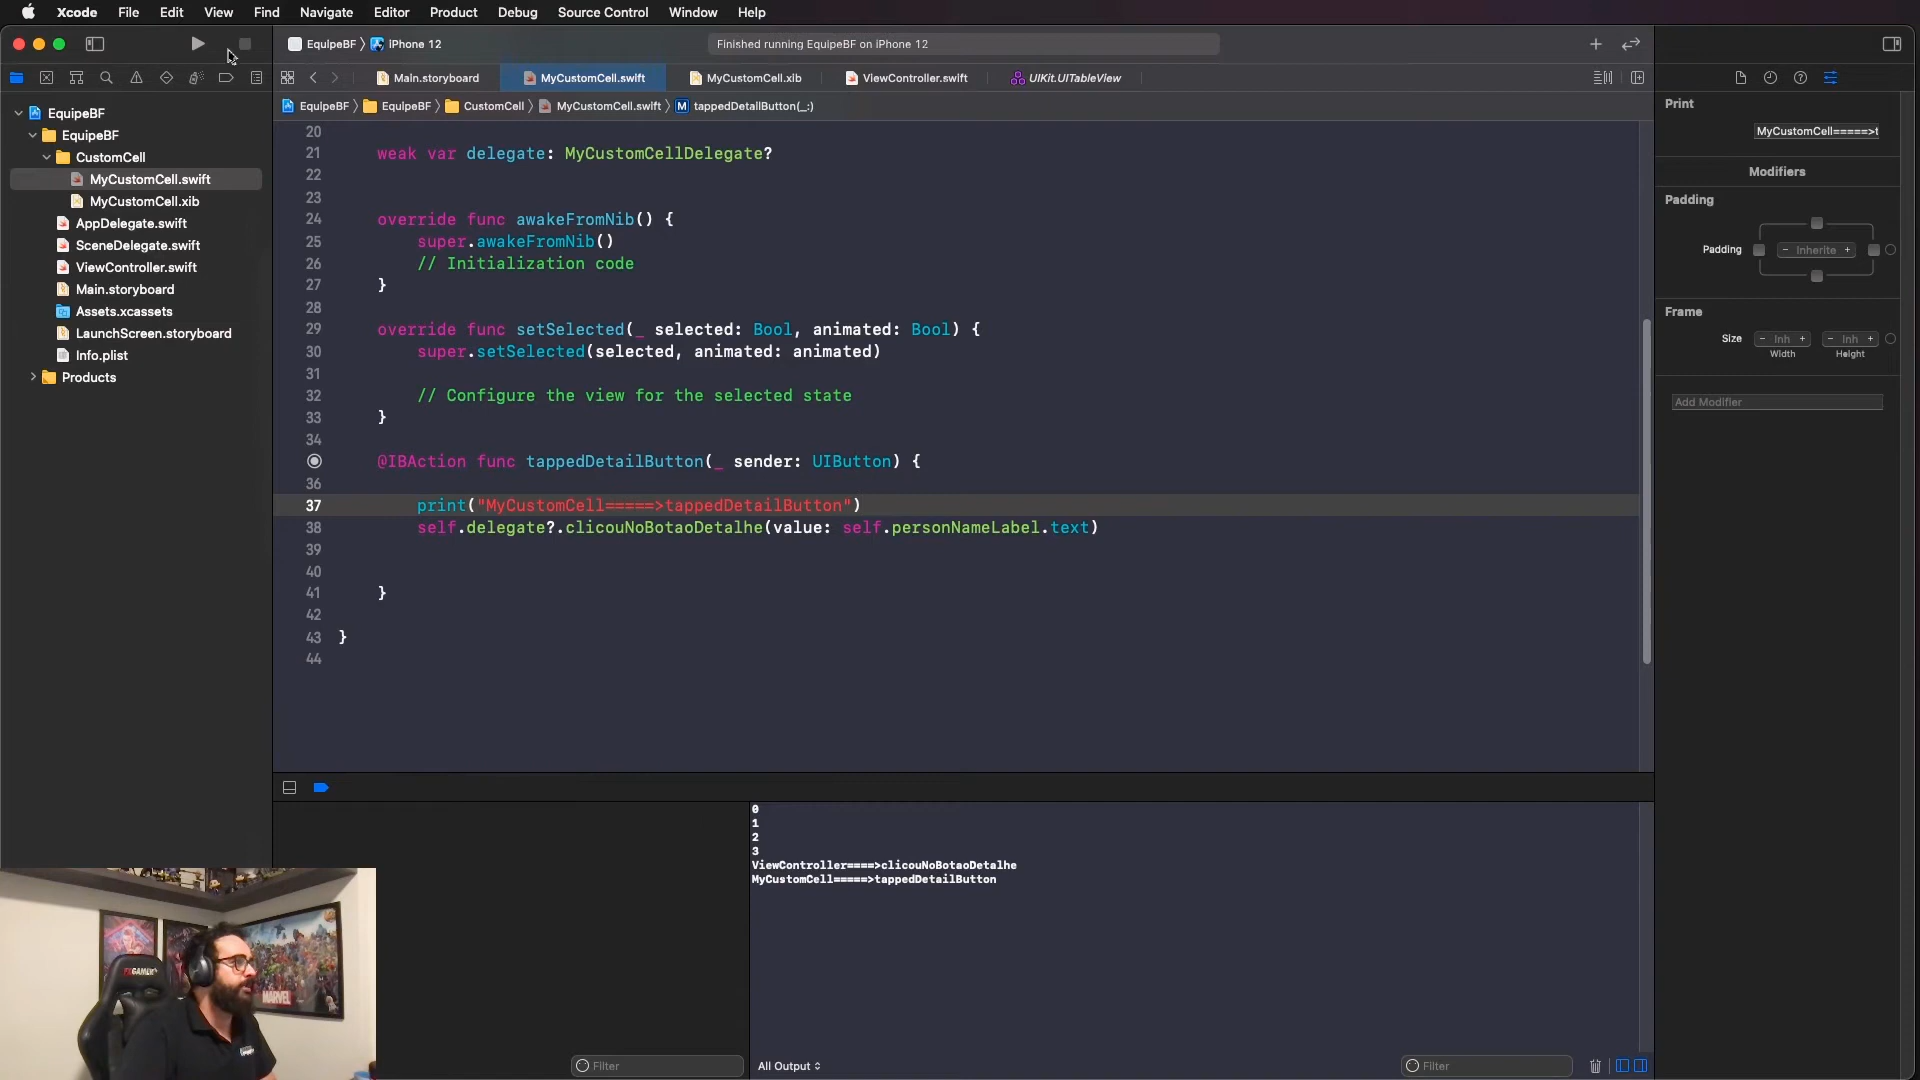 Xcode File Edit View Find Navigate Editor Product Debug Source Control Window Help
EquipeBF iPhone 12
Finished running EquipeBF on iPhone 12
Main.storyboard MyCustomCell.swift MyCustomCell.xib ViewController.swift UIKit.UITableView
EquipeBF EquipeBF CustomCell MyCustomCell.swift M tappedDetailButton(_:)
EquipeBF
EquipeBF
CustomCell
MyCustomCell.swift
MyCustomCell.xib
AppDelegate.swift
SceneDelegate.swift
ViewController.swift
Main.storyboard
Assets.xcassets
LaunchScreen.storyboard
Info.plist
Products
20
21 weak var delegate: MyCustomCellDelegate?
22
23
24 override func awakeFromNib() {
25 super.awakeFromNib()
26 // Initialization code
27 }
28
29 override func setSelected(_ selected: Bool, animated: Bool) {
30 super.setSelected(selected, animated: animated)
31
32 // Configure the view for the selected state
33 }
34
@IBAction func tappedDetailButton(_ sender: UIButton) {
36
37 print("MyCustomCell=====>tappedDetailButton")
38 self.delegate?.clicouNoBotaoDetalhe(value: self.personNameLabel.text)
39
40
41 }
42
43 }
44
Print
MyCustomCell=====>t
Modifiers
Padding
Padding − Inherite +
Frame
Size − Inh + − Inh +
Width Height
Add Modifier
0
1
2
3
ViewController====>clicouNoBotaoDetalhe
MyCustomCell=====>tappedDetailButton
Filter
All Output
Filter
MARVEL
FXGAMER